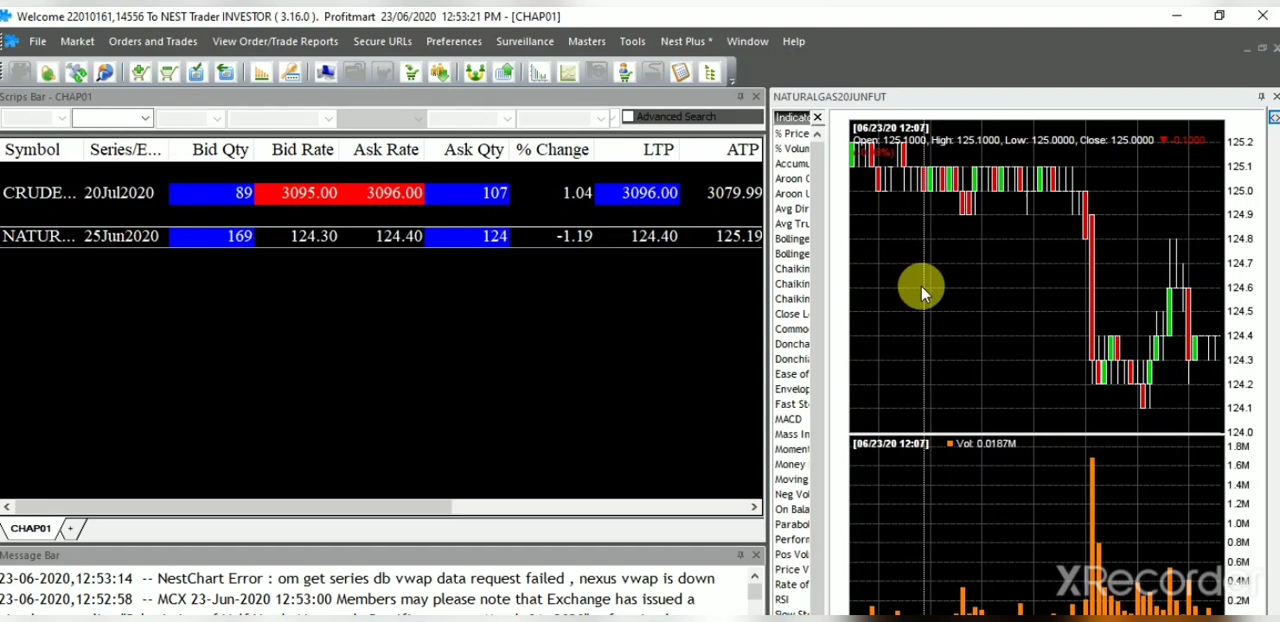 Welcome 22010161,14556 To NEST Trader INVESTOR ( 3.16.0 ). Profitmart 23/06/2020 12:53:21 PM - [CHAP01]
File Market Orders and Trades View Order/Trade Reports Secure URLs Preferences Surveillance Masters Tools Nest Plus * Window Help
Scrips Bar - CHAP01
Advanced Search
Symbol Series/E... Bid Qty Bid Rate Ask Rate Ask Qty % Change LTP ATP
CRUDE... 20Jul2020 89 3095.00 3096.00 107 1.04 3096.00 3079.99
NATUR... 25Jun2020 169 124.30 124.40 124 -1.19 124.40 125.19
CHAP01 +
Message Bar
23-06-2020,12:53:14 -- NestChart Error : om get series db vwap data request failed , nexus vwap is down
23-06-2020,12:52:58 -- MCX 23-Jun-2020 12:53:00 Members may please note that Exchange has issued a
NATURALGAS20JUNFUT
Indicato
% Price
% Volum
Accumu
Aroon O
Aroon U
Avg Dir
Avg Tru
Bollinge
Bollinge
Chaikin
Chaikin
Chaikin
Close Lo
Commo
Doncha
Donchia
Ease of
Envelop
Fast St
MACD
Mass In
Moment
Money
Moving
Neg Vo
On Bala
Parabo
Perform
Pos Vol
Price V
Rate of
RSI
[06/23/20 12:07]
Open: 125.1000, High: 125.1000, Low: 125.0000, Close: 125.0000 ▼ -0.1000
125.2
125.1
125.0
124.9
124.8
124.7
124.6
124.5
124.4
124.3
124.2
124.1
124.0
[06/23/20 12:07] Vol: 0.0187M
1.8M
1.6M
1.4M
1.2M
1.0M
0.8M
0.6M
0.4M
0.2M
XRecorder